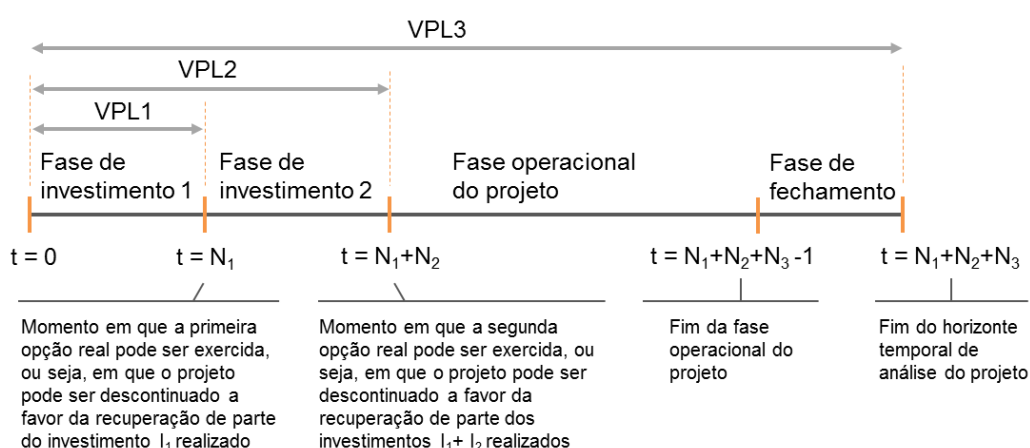 VPL3
VPL2
VPL1
Fase de
investimento 1
Fase de
investimento 2
Fase operacional
do projeto
Fase de
fechamento
t = 0
t = N₁
t = N₁+N₂
t = N₁+N₂+N₃ -1
t = N₁+N₂+N₃
Momento em que a primeira
opção real pode ser exercida,
ou seja, em que o projeto
pode ser descontinuado a
favor da recuperação de parte
do investimento I₁ realizado
Momento em que a segunda
opção real pode ser exercida, ou
seja, em que o projeto pode ser
descontinuado a favor da
recuperação de parte dos
investimentos I₁+ I₂ realizados
Fim da fase
operacional do
projeto
Fim do horizonte
temporal de
análise do projeto